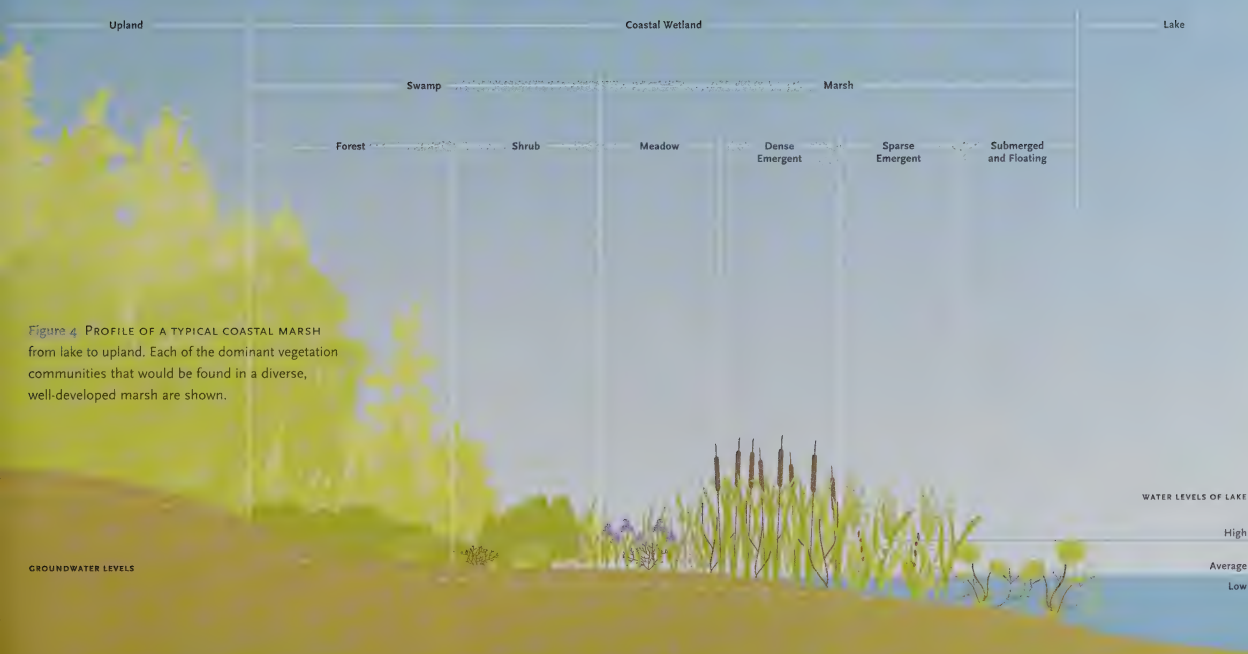 Upland
Coastal Wetland
Lake
Swamp
Marsh
Forest
Shrub
Meadow
Dense
Emergent
Sparse
Emergent
Submerged
and Floating
Figure 4 PROFILE OF A TYPICAL COASTAL MARSH
from lake to upland. Each of the dominant vegetation
communities that would be found in a diverse,
well-developed marsh are shown.
WATER LEVELS OF LAKE
High
Average
Low
GROUNDWATER LEVELS